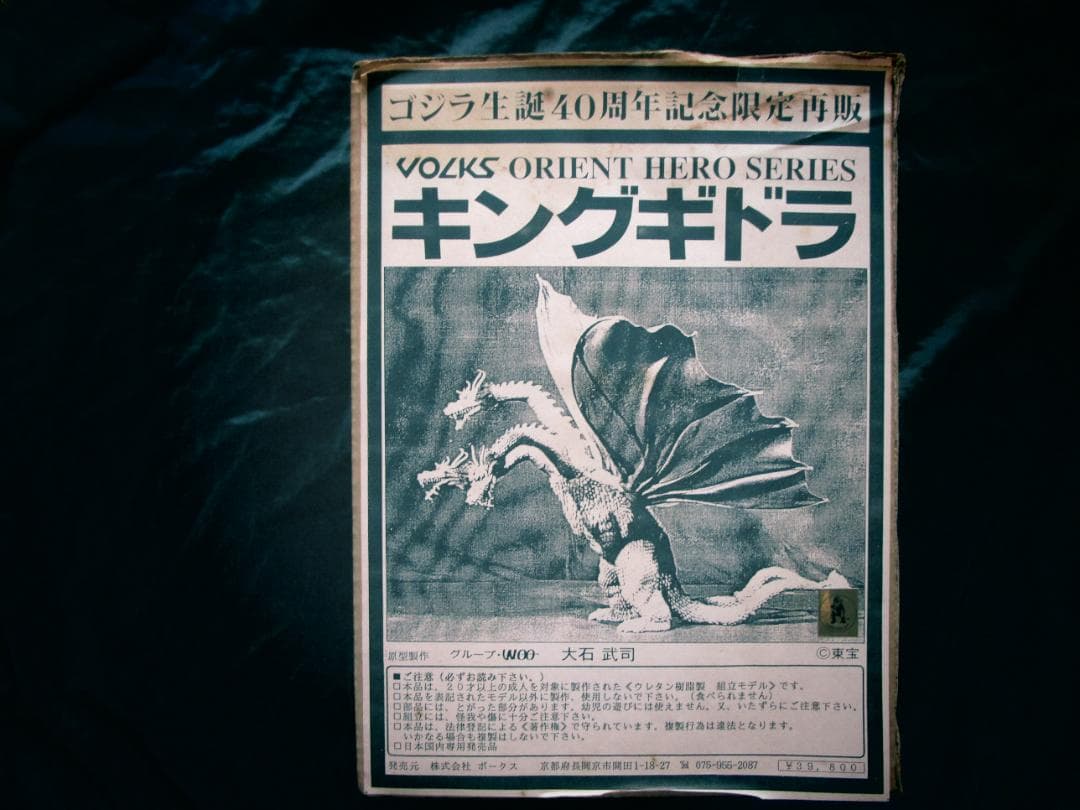 ゴジラ生誕40周年記念限定再販
VOLKS ORIENT HERO SERIES
キングギドラ
原型製作 グループ・WOO 大石 武司 ©東宝
■ご注意(必ずお読み下さい。)
□本品は、20才以上の成人を対象に製作された《ウレタン樹脂製 組立モデル》です。
□本品を表記されたモデル以外に製作、使用しないで下さい。(食べられません)
□部品には、とがった部分があります。幼児の遊びには使えません。又、いたずらにご注意下さい。
□組立には、怪我や傷に十分ご注意下さい。
□本品は、法律登記による《著作権》で守られています。複製行為は違法となります。
いかなる場合も複製はしないで下さい。
□日本国内専用発売品
発売元 株式会社 ボークス 京都府長岡京市開田1-18-27 ℡ 075-955-2087 ¥39,800